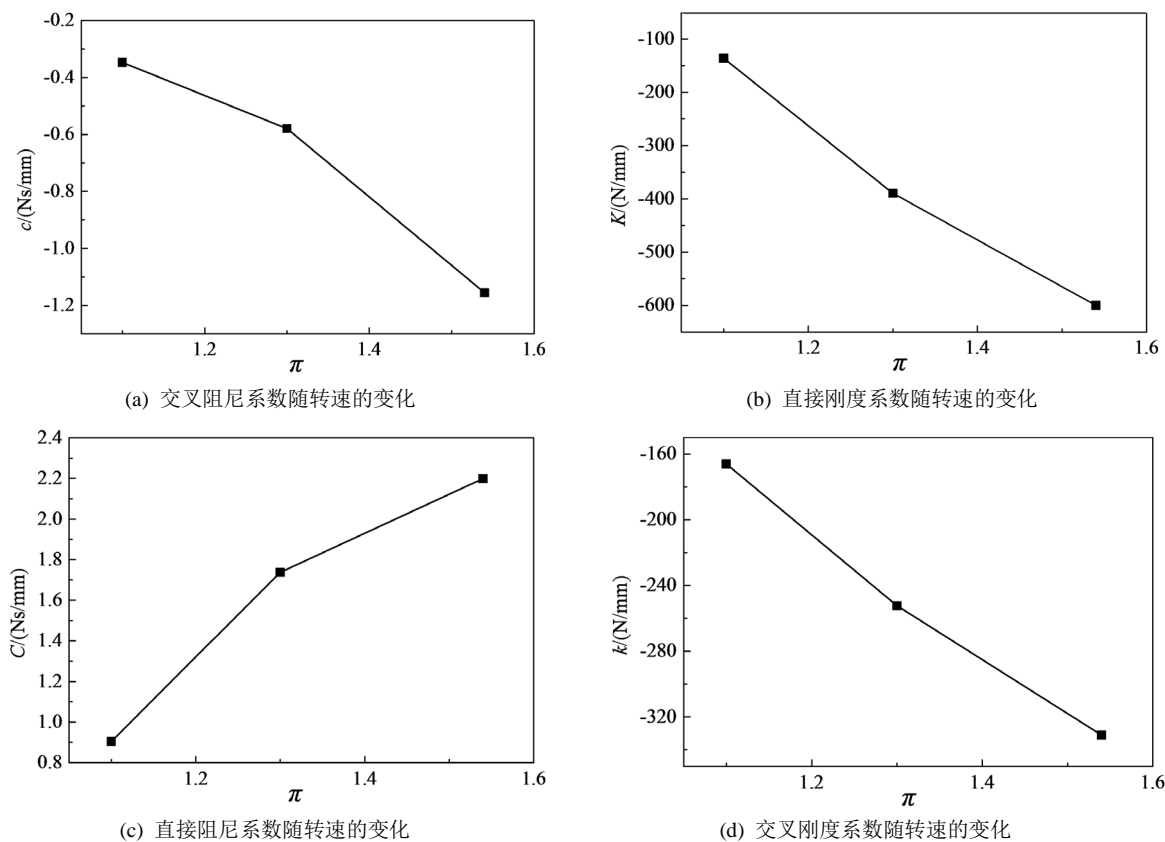 -0.2
-0.4
-0.6
-0.8
-1.0
-1.2
c/(Ns/mm)
1.2 1.4 1.6
π
(a) 交叉阻尼系数随转速的变化
-100
-200
-300
-400
-500
-600
K/(N/mm)
1.2 1.4 1.6
π
(b) 直接刚度系数随转速的变化
2.4
2.2
2.0
1.8
1.6
1.4
1.2
1.0
0.8
C/(Ns/mm)
1.2 1.4 1.6
π
(c) 直接阻尼系数随转速的变化
-160
-200
-240
-280
-320
k/(N/mm)
1.2 1.4 1.6
π
(d) 交叉刚度系数随转速的变化